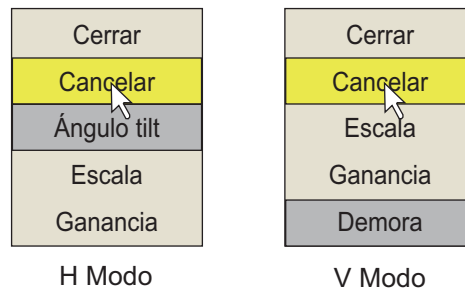 Cerrar
Cancelar
Ángulo tilt
Escala
Ganancia
H Modo
Cerrar
Cancelar
Escala
Ganancia
Demora
V Modo